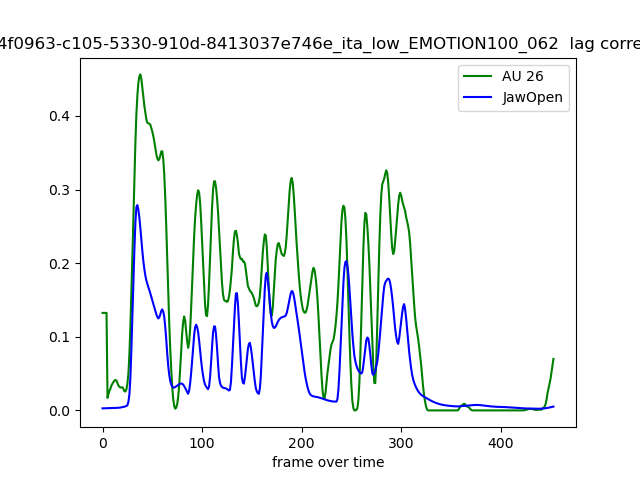 4f0963-c105-5330-910d-8413037e746e_ita_low_EMOTION100_062 lag corre
AU 26
JawOpen
0.4
0.3
0.2
0.1
0.0
0 100 200 300 400
frame over time